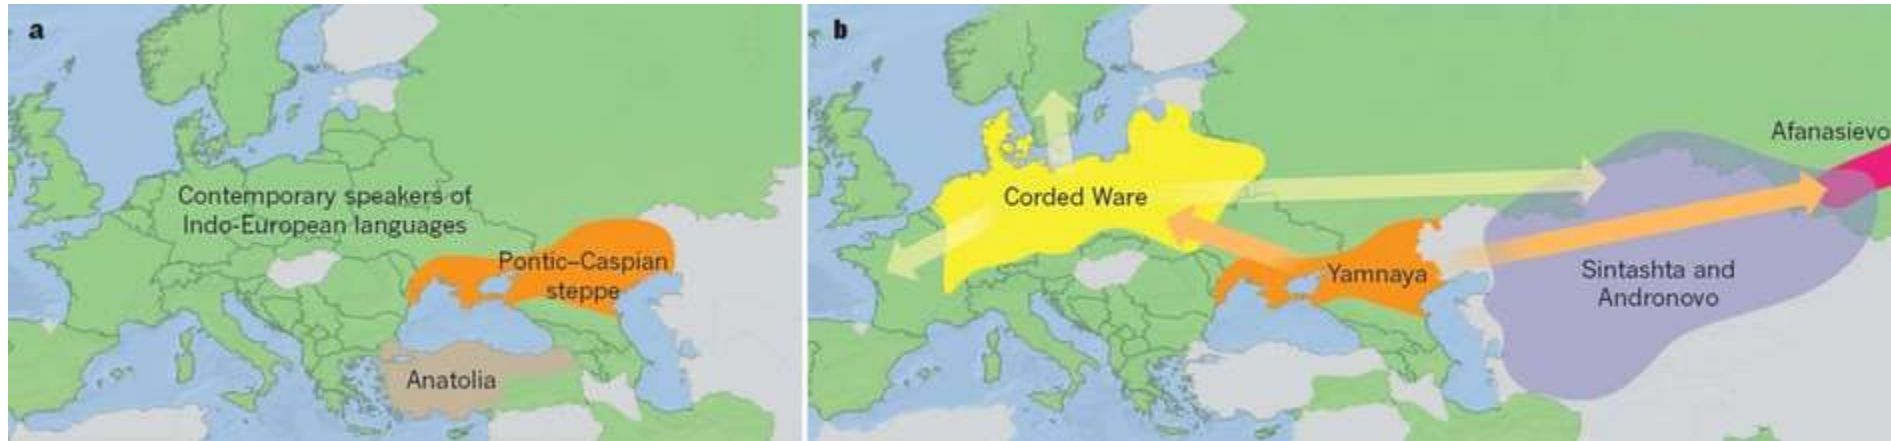 a
Contemporary speakers of
Indo-European languages
Pontic–Caspian
steppe
Anatolia
b
Afanasievo
Corded Ware
Yamnaya
Sintashta and
Andronovo